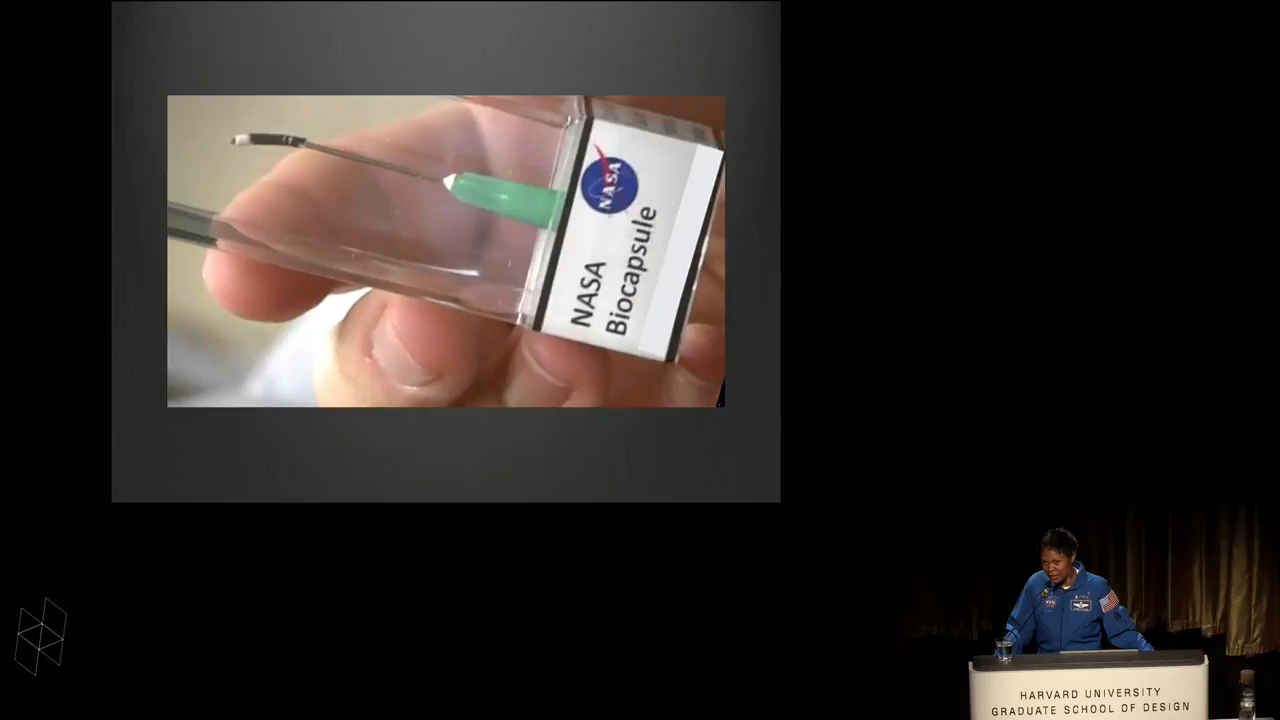 NASA
NASA
Biocapsule
HARVARD UNIVERSITY
GRADUATE SCHOOL OF DESIGN